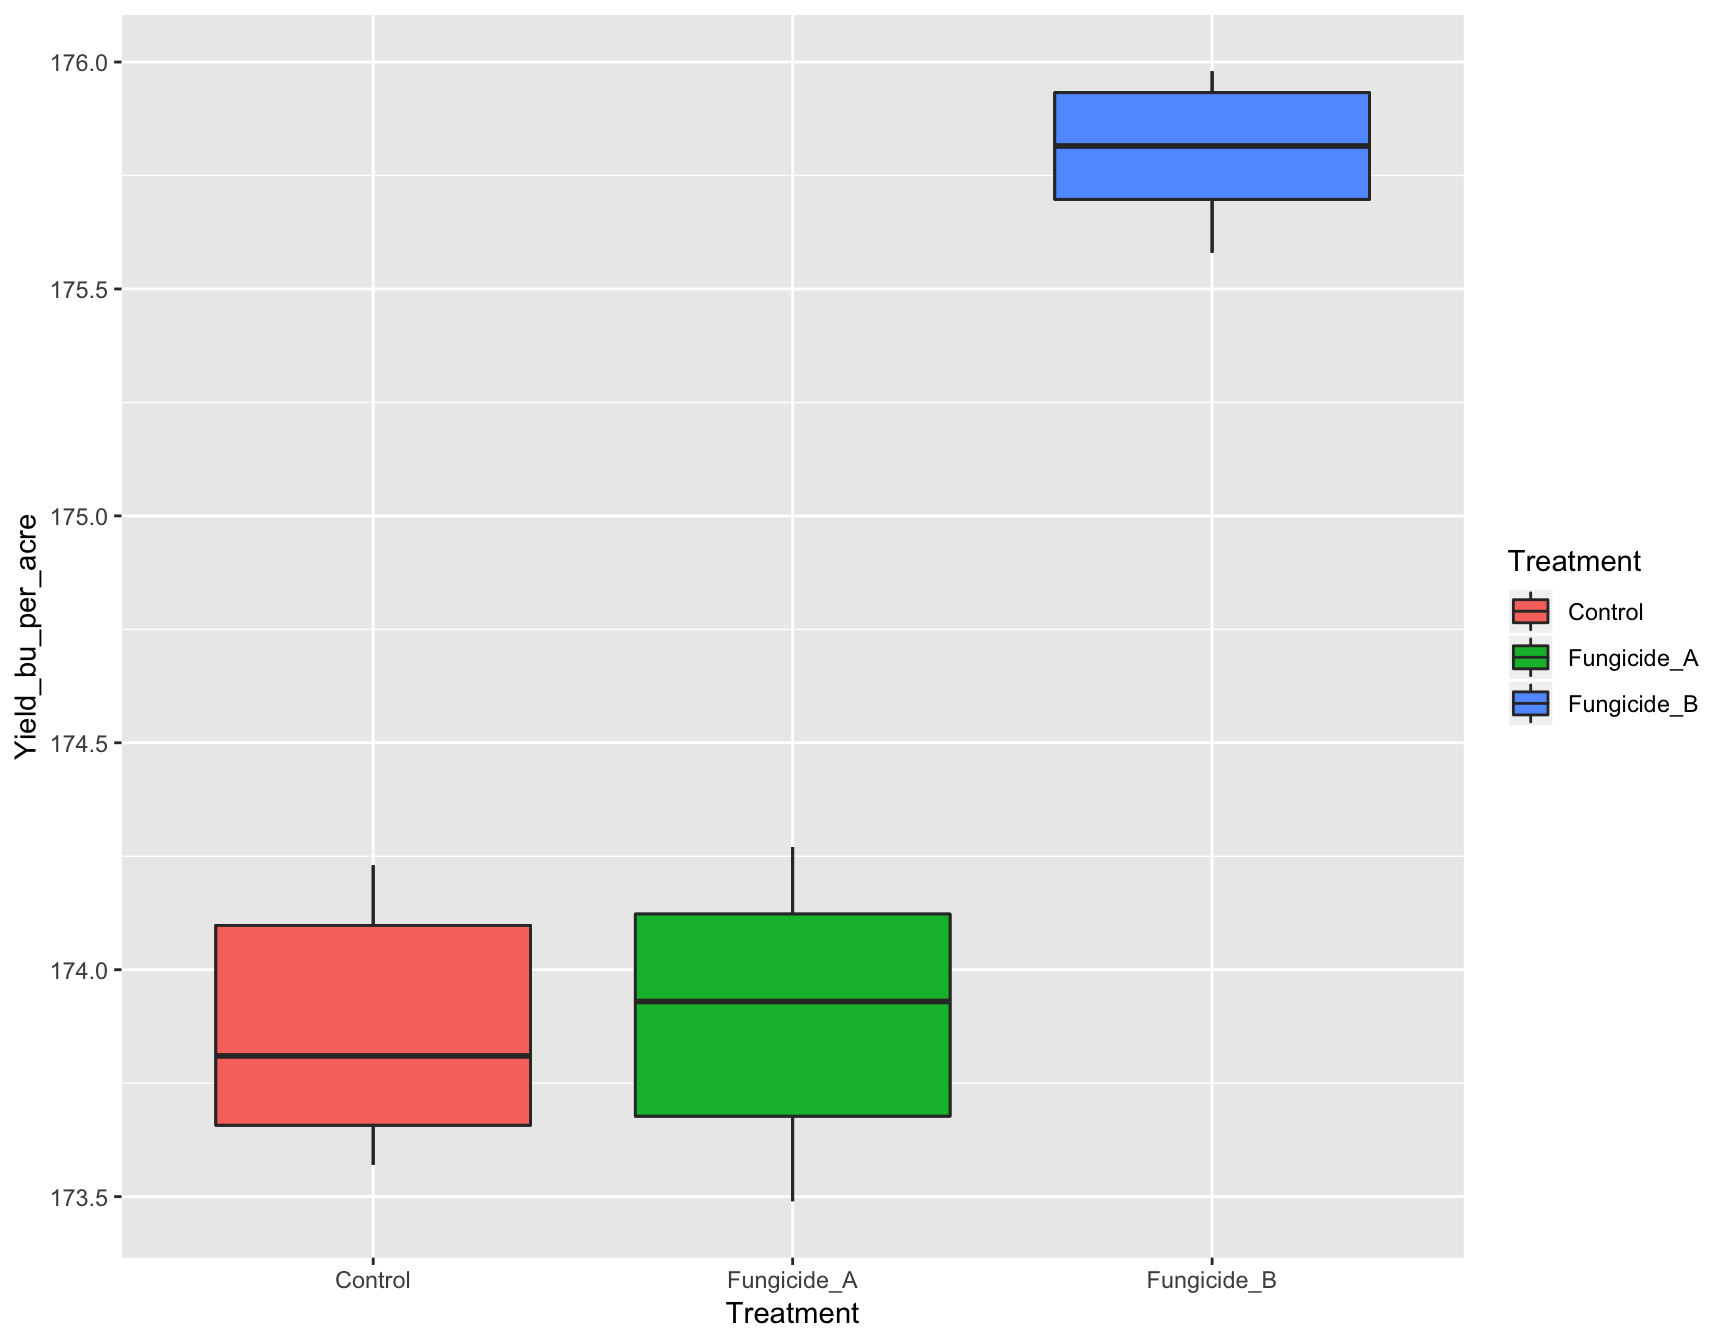 176.0
175.5
175.0
174.5
174.0
173.5
Yield_bu_per_acre
Control
Fungicide_A
Fungicide_B
Treatment
Treatment
Control
Fungicide_A
Fungicide_B